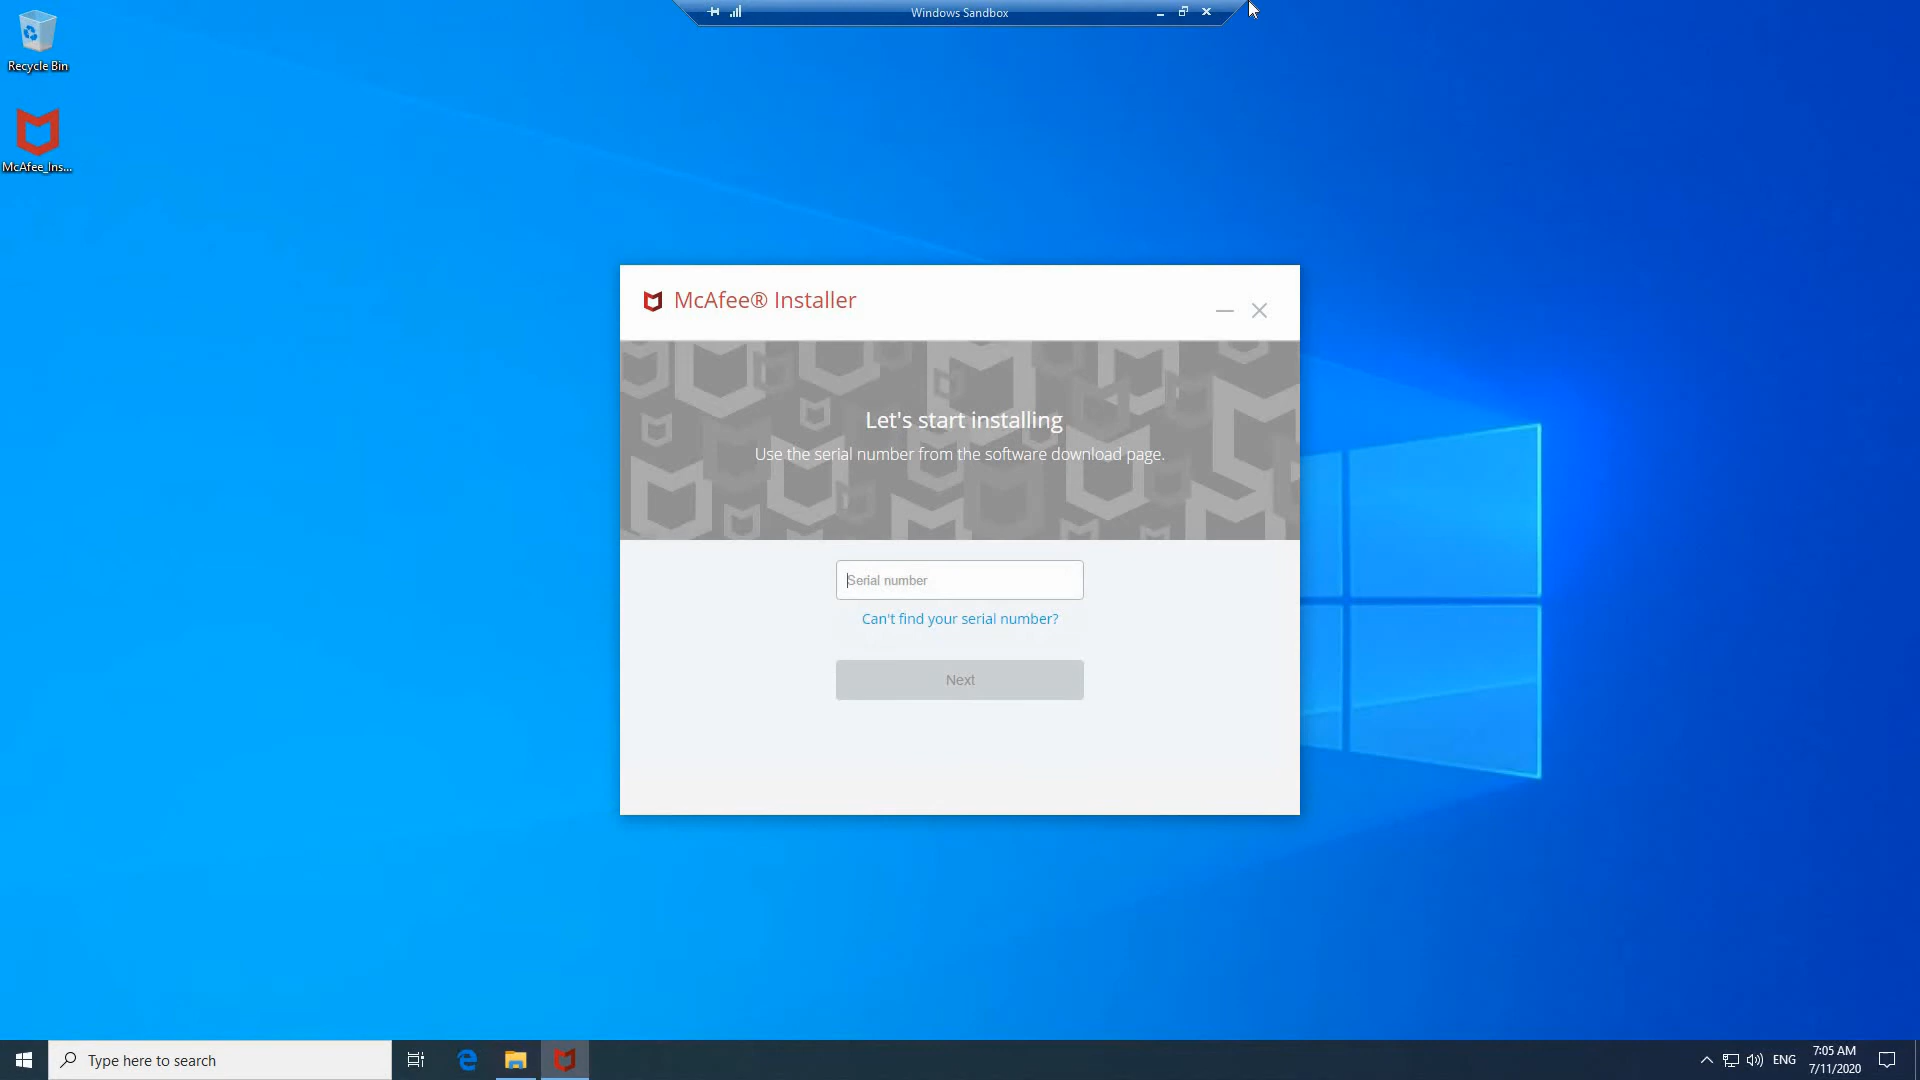 Windows Sandbox
Recycle Bin
McAfee_Ins...
McAfee® Installer
Let's start installing
Use the serial number from the software download page.
Serial number
Can't find your serial number?
Next
Type here to search
ENG
7:05 AM
7/11/2020